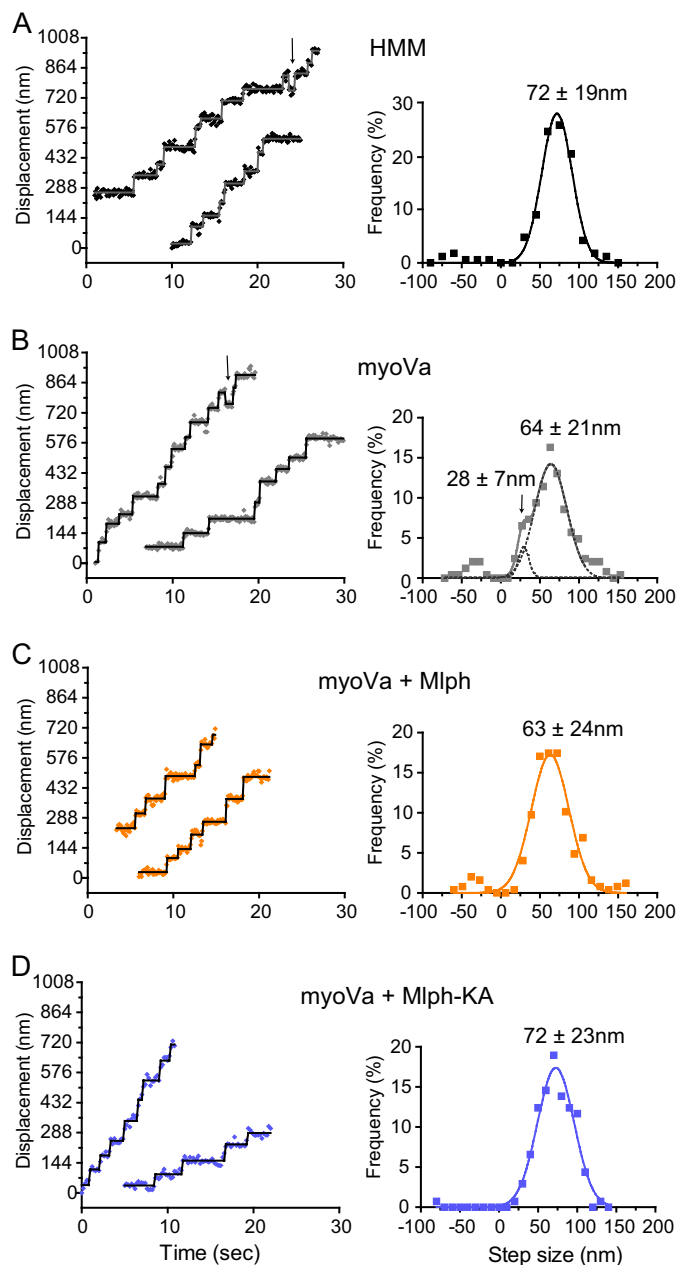 A
HMM
1008
864
720
576
432
288
144
0
Displacement (nm)
0 10 20 30
72 ± 19nm
30
20
10
0
Frequency (%)
-100 -50 0 50 100 150 200
B
myoVa
1008
864
720
576
432
288
144
0
Displacement (nm)
0 10 20 30
64 ± 21nm
28 ± 7nm
20
15
10
5
0
Frequency (%)
-100 -50 0 50 100 150 200
C
myoVa + Mlph
1008
864
720
576
432
288
144
0
Displacement (nm)
0 10 20 30
63 ± 24nm
20
15
10
5
0
Frequency (%)
-100 -50 0 50 100 150 200
D
myoVa + Mlph-KA
1008
864
720
576
432
288
144
0
Displacement (nm)
0 10 20 30
Time (sec)
72 ± 23nm
20
15
10
5
0
Frequency (%)
-100 -50 0 50 100 150 200
Step size (nm)